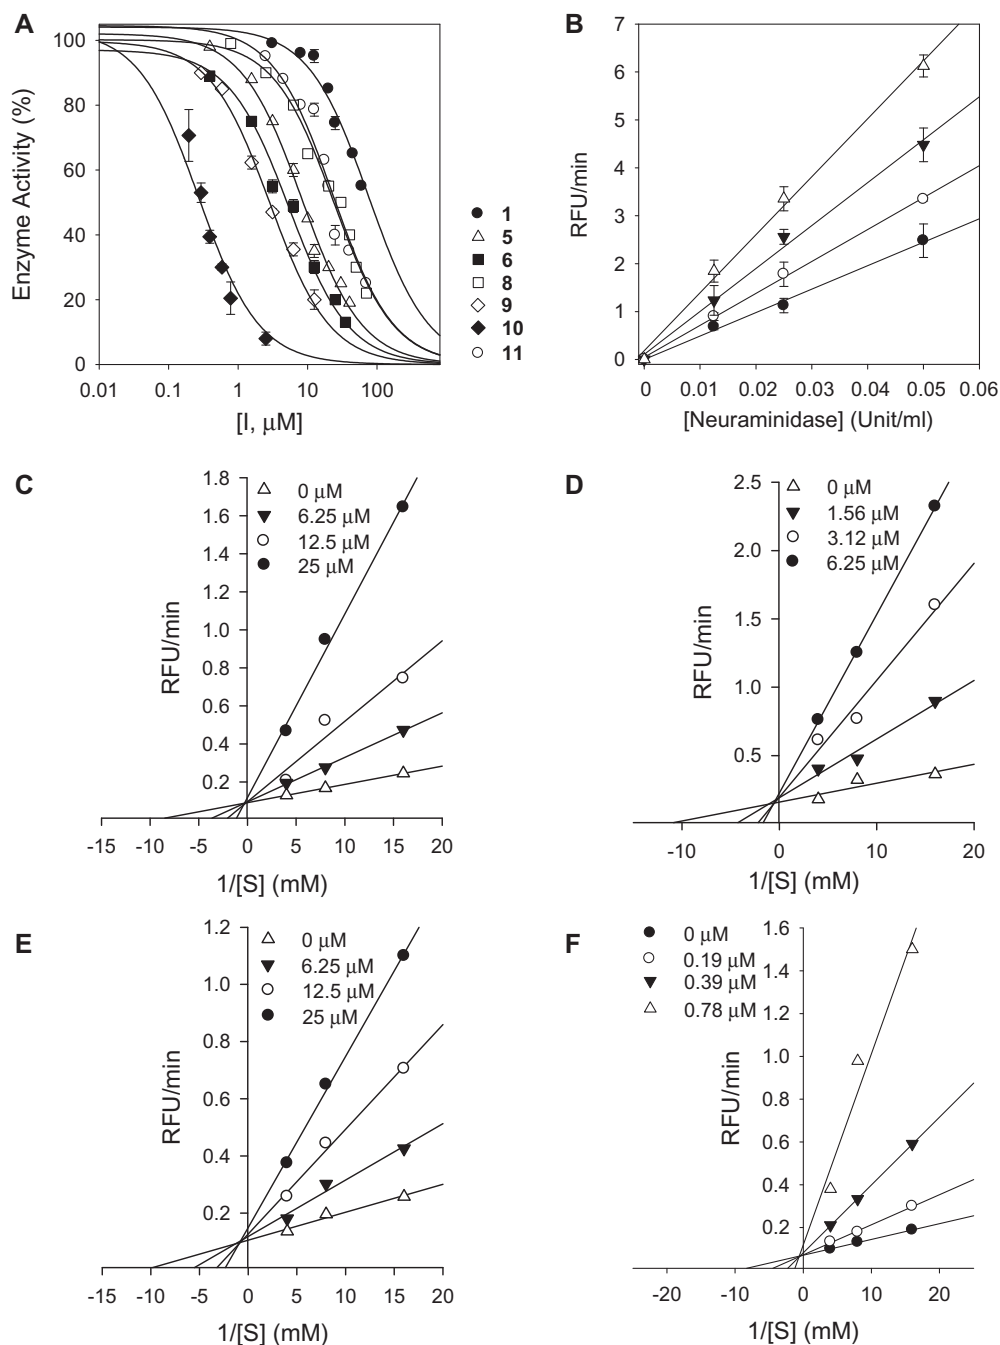 A
100
80
60
40
20
0
0.01
0.1
1
10
100
Enzyme Activity (%)
[I, μM]
1
5
6
8
9
10
11
B
7
6
5
4
3
2
1
0
0.00
0.01
0.02
0.03
0.04
0.05
0.06
RFU/min
[Neuraminidase] (Unit/ml)
C
1.8
1.6
1.4
1.2
1.0
0.8
0.6
0.4
0.2
0 μM
6.25 μM
12.5 μM
25 μM
RFU/min
-15
-10
-5
0
5
10
15
20
1/[S] (mM)
D
2.5
2.0
1.5
1.0
0.5
0 μM
1.56 μM
3.12 μM
6.25 μM
RFU/min
-10
0
10
20
1/[S] (mM)
E
1.2
1.0
0.8
0.6
0.4
0.2
0 μM
6.25 μM
12.5 μM
25 μM
RFU/min
-15
-10
-5
0
5
10
15
20
1/[S] (mM)
F
1.6
1.4
1.2
1.0
0.8
0.6
0.4
0.2
0 μM
0.19 μM
0.39 μM
0.78 μM
RFU/min
-20
-10
0
10
20
1/[S] (mM)